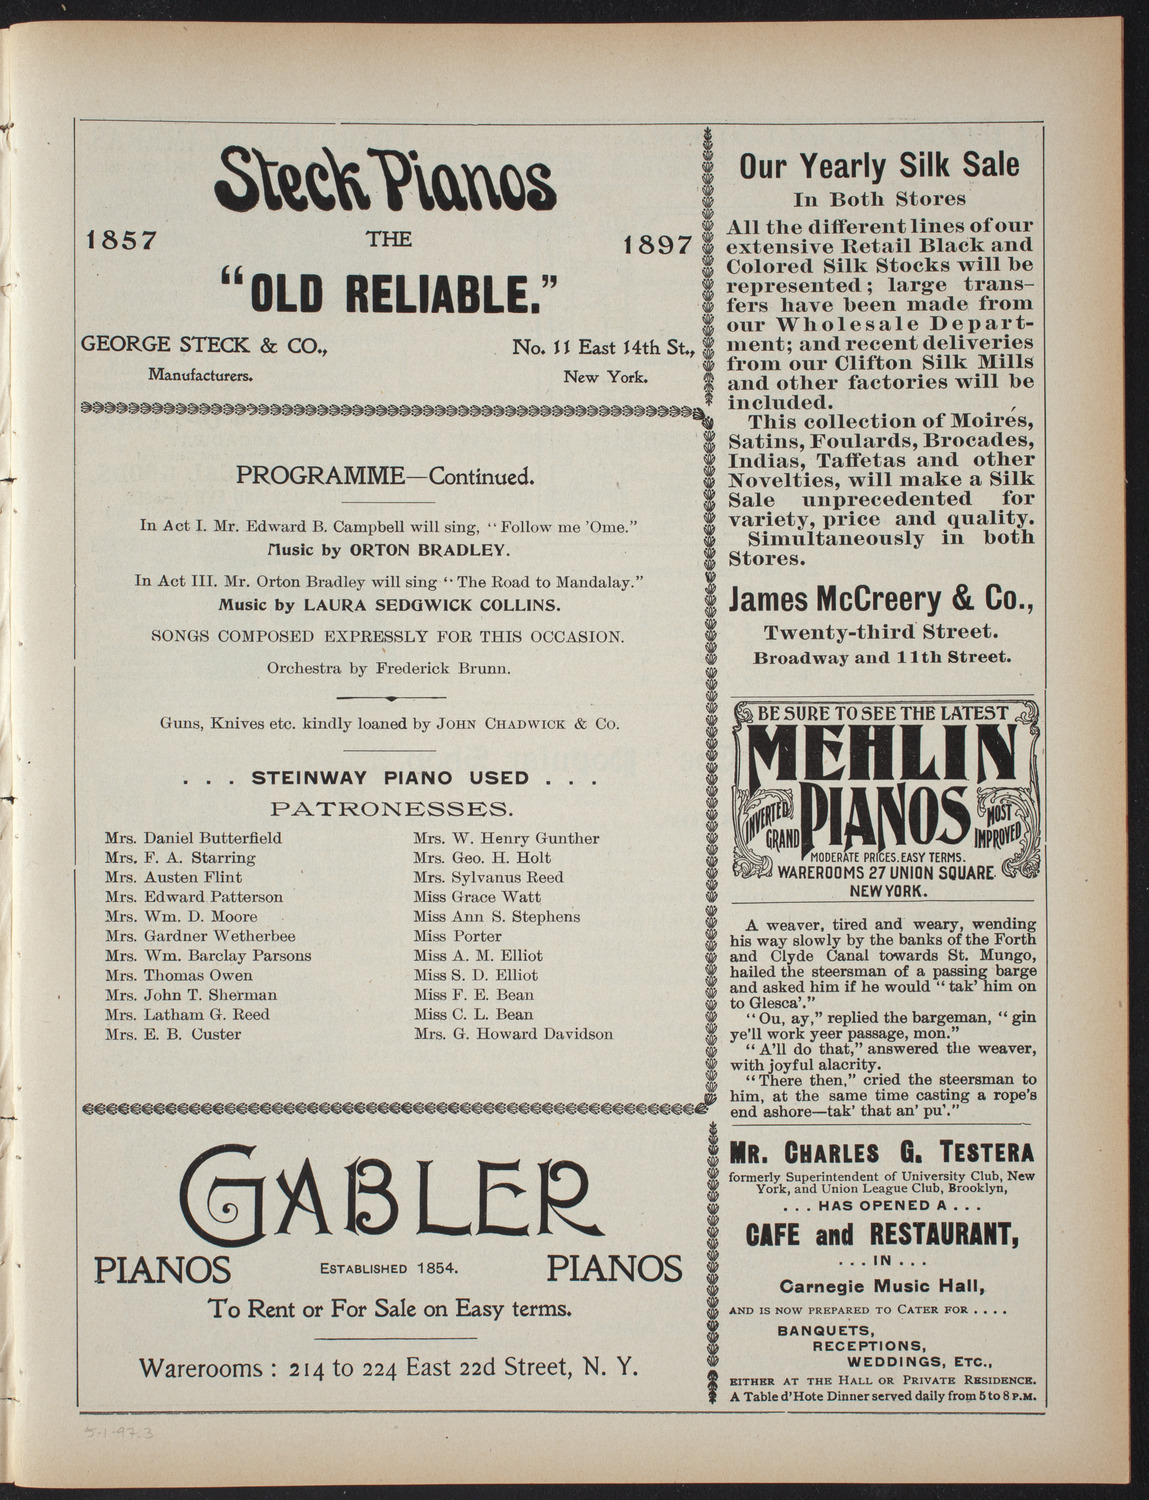 Steck Pianos
1857 THE 1897
“OLD RELIABLE.”
GEORGE STECK & CO., No. 11 East 14th St.,
Manufacturers. New York.
PROGRAMME—Continued.
In Act I. Mr. Edward B. Campbell will sing, “Follow me ’Ome.”
Music by ORTON BRADLEY.
In Act III. Mr. Orton Bradley will sing “The Road to Mandalay.”
Music by LAURA SEDGWICK COLLINS.
SONGS COMPOSED EXPRESSLY FOR THIS OCCASION.
Orchestra by Frederick Brunn.
Guns, Knives etc. kindly loaned by JOHN CHADWICK & CO.
. . . STEINWAY PIANO USED . . .
PATRONESSES.
Mrs. Daniel Butterfield
Mrs. F. A. Starring
Mrs. Austen Flint
Mrs. Edward Patterson
Mrs. Wm. D. Moore
Mrs. Gardner Wetherbee
Mrs. Wm. Barclay Parsons
Mrs. Thomas Owen
Mrs. John T. Sherman
Mrs. Latham G. Reed
Mrs. E. B. Custer
Mrs. W. Henry Gunther
Mrs. Geo. H. Holt
Mrs. Sylvanus Reed
Miss Grace Watt
Miss Ann S. Stephens
Miss Porter
Miss A. M. Elliot
Miss S. D. Elliot
Miss F. E. Bean
Miss C. L. Bean
Mrs. G. Howard Davidson
GABLER
PIANOS ESTABLISHED 1854. PIANOS
To Rent or For Sale on Easy terms.
Warerooms : 214 to 224 East 22d Street, N. Y.
Our Yearly Silk Sale
In Both Stores
All the different lines of our
extensive Retail Black and
Colored Silk Stocks will be
represented; large trans-
fers have been made from
our Wholesale Depart-
ment; and recent deliveries
from our Clifton Silk Mills
and other factories will be
included.
This collection of Moirés,
Satins, Foulards, Brocades,
Indias, Taffetas and other
Novelties, will make a Silk
Sale unprecedented for
variety, price and quality.
Simultaneously in both
Stores.
James McCreery & Co.,
Twenty-third Street.
Broadway and 11th Street.
BE SURE TO SEE THE LATEST
MEHLIN
INVERTED GRAND PIANOS MOST IMPROVED
MODERATE PRICES. EASY TERMS.
WAREROOMS 27 UNION SQUARE
NEW YORK.
A weaver, tired and weary, wending
his way slowly by the banks of the Forth
and Clyde Canal towards St. Mungo,
hailed the steersman of a passing barge
and asked him if he would “tak’ him on
to Glesca’.”
“Ou, ay,” replied the bargeman, “gin
ye’ll work yeer passage, mon.”
“A’ll do that,” answered the weaver,
with joyful alacrity.
“There then,” cried the steersman to
him, at the same time casting a rope’s
end ashore—tak’ that an’ pu’.”
MR. CHARLES G. TESTERA
formerly Superintendent of University Club, New
York, and Union League Club, Brooklyn,
. . . HAS OPENED A . . .
CAFE and RESTAURANT,
. . . IN . . .
Carnegie Music Hall,
AND IS NOW PREPARED TO CATER FOR . . . .
BANQUETS,
RECEPTIONS,
WEDDINGS, ETC.,
EITHER AT THE HALL OR PRIVATE RESIDENCE.
A Table d’Hote Dinner served daily from 5 to 8 P.M.
5-1-97.3